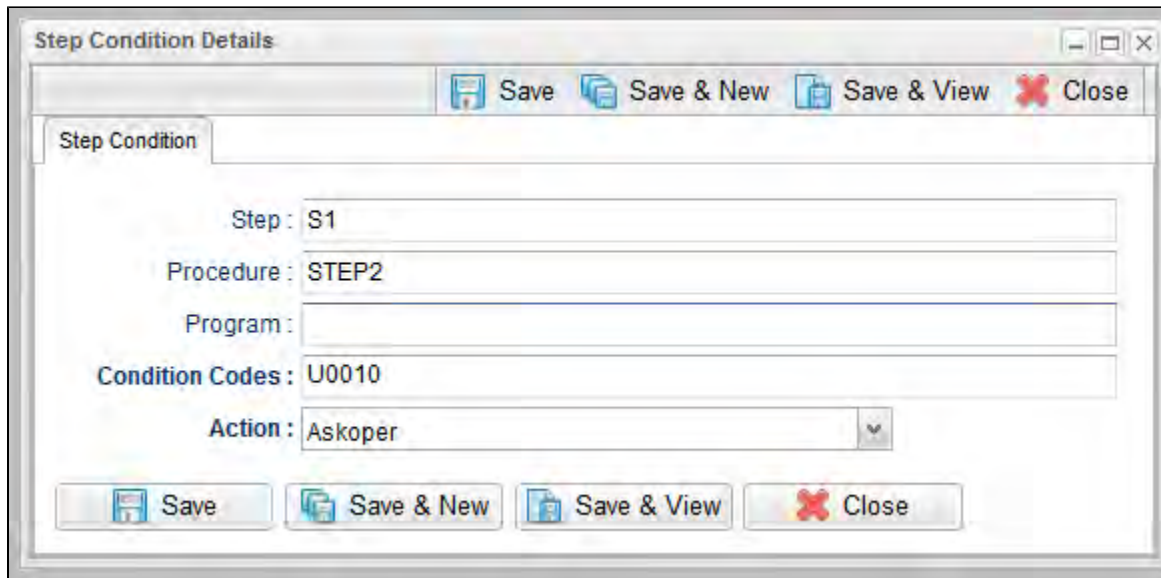 Step Condition Details
Save Save & New Save & View Close
Step Condition
Step : S1
Procedure : STEP2
Program :
Condition Codes : U0010
Action : Askoper
Save Save & New Save & View Close